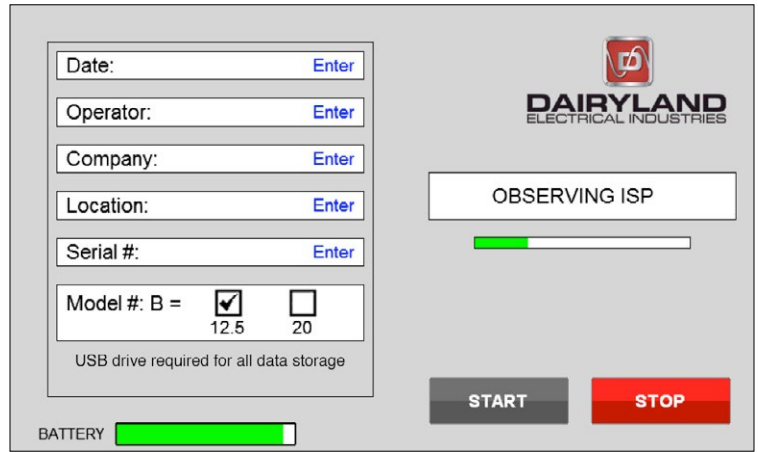 Date: Enter
Operator: Enter
Company: Enter
Location: Enter
Serial #: Enter
Model #: B =
12.5 20
USB drive required for all data storage
BATTERY
DAIRYLAND
ELECTRICAL INDUSTRIES
OBSERVING ISP
START STOP